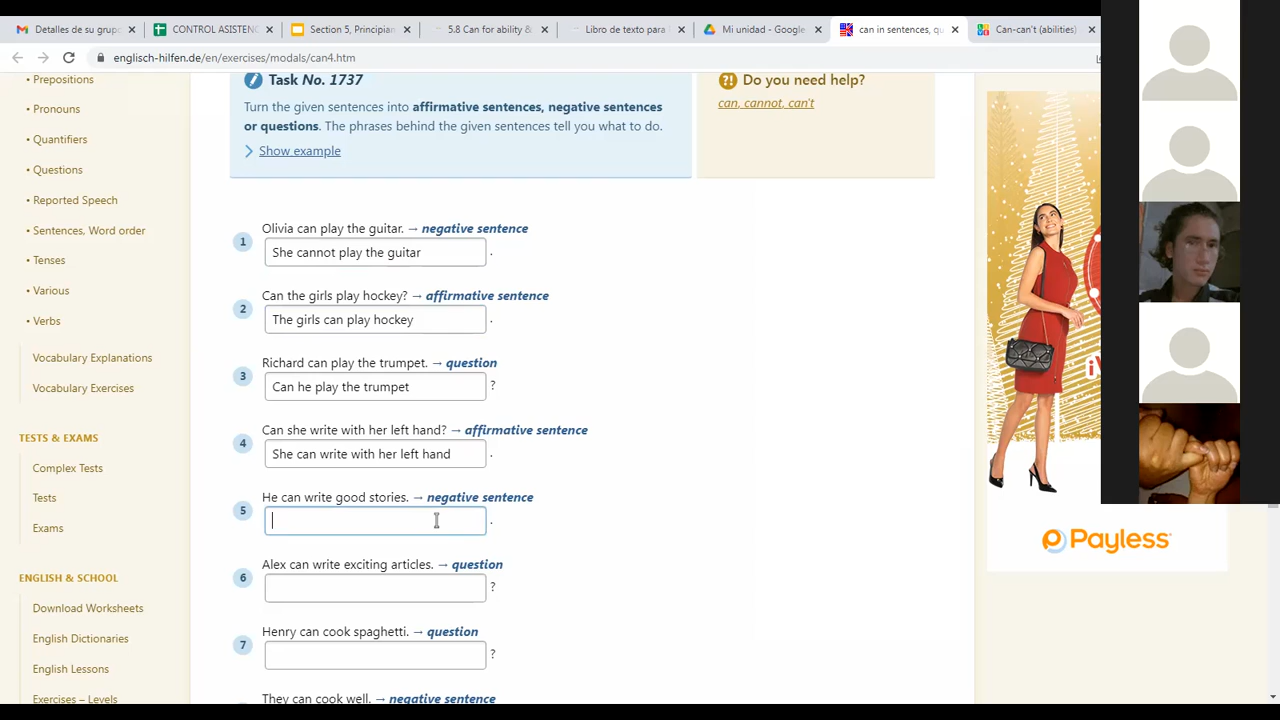 Detalles de su grupo
CONTROL ASISTENC
Section 5, Principian
5.8 Can for ability &
Libro de texto para
Mi unidad - Google
can in sentences, qu
Can-can't (abilities)
englisch-hilfen.de/en/exercises/modals/can4.htm
• Prepositions
• Pronouns
• Quantifiers
• Questions
• Reported Speech
• Sentences, Word order
• Tenses
• Various
• Verbs
Vocabulary Explanations
Vocabulary Exercises
TESTS & EXAMS
Complex Tests
Tests
Exams
ENGLISH & SCHOOL
Download Worksheets
English Dictionaries
English Lessons
Exercises – Levels
Task No. 1737
Turn the given sentences into affirmative sentences, negative sentences
or questions. The phrases behind the given sentences tell you what to do.
Show example
?! Do you need help?
can, cannot, can't
Olivia can play the guitar. → negative sentence
1 She cannot play the guitar .
Can the girls play hockey? → affirmative sentence
2 The girls can play hockey .
Richard can play the trumpet. → question
3 Can he play the trumpet ?
Can she write with her left hand? → affirmative sentence
4 She can write with her left hand .
He can write good stories. → negative sentence
5 .
Alex can write exciting articles. → question
6 ?
Henry can cook spaghetti. → question
7 ?
They can cook well. → negative sentence
Payless